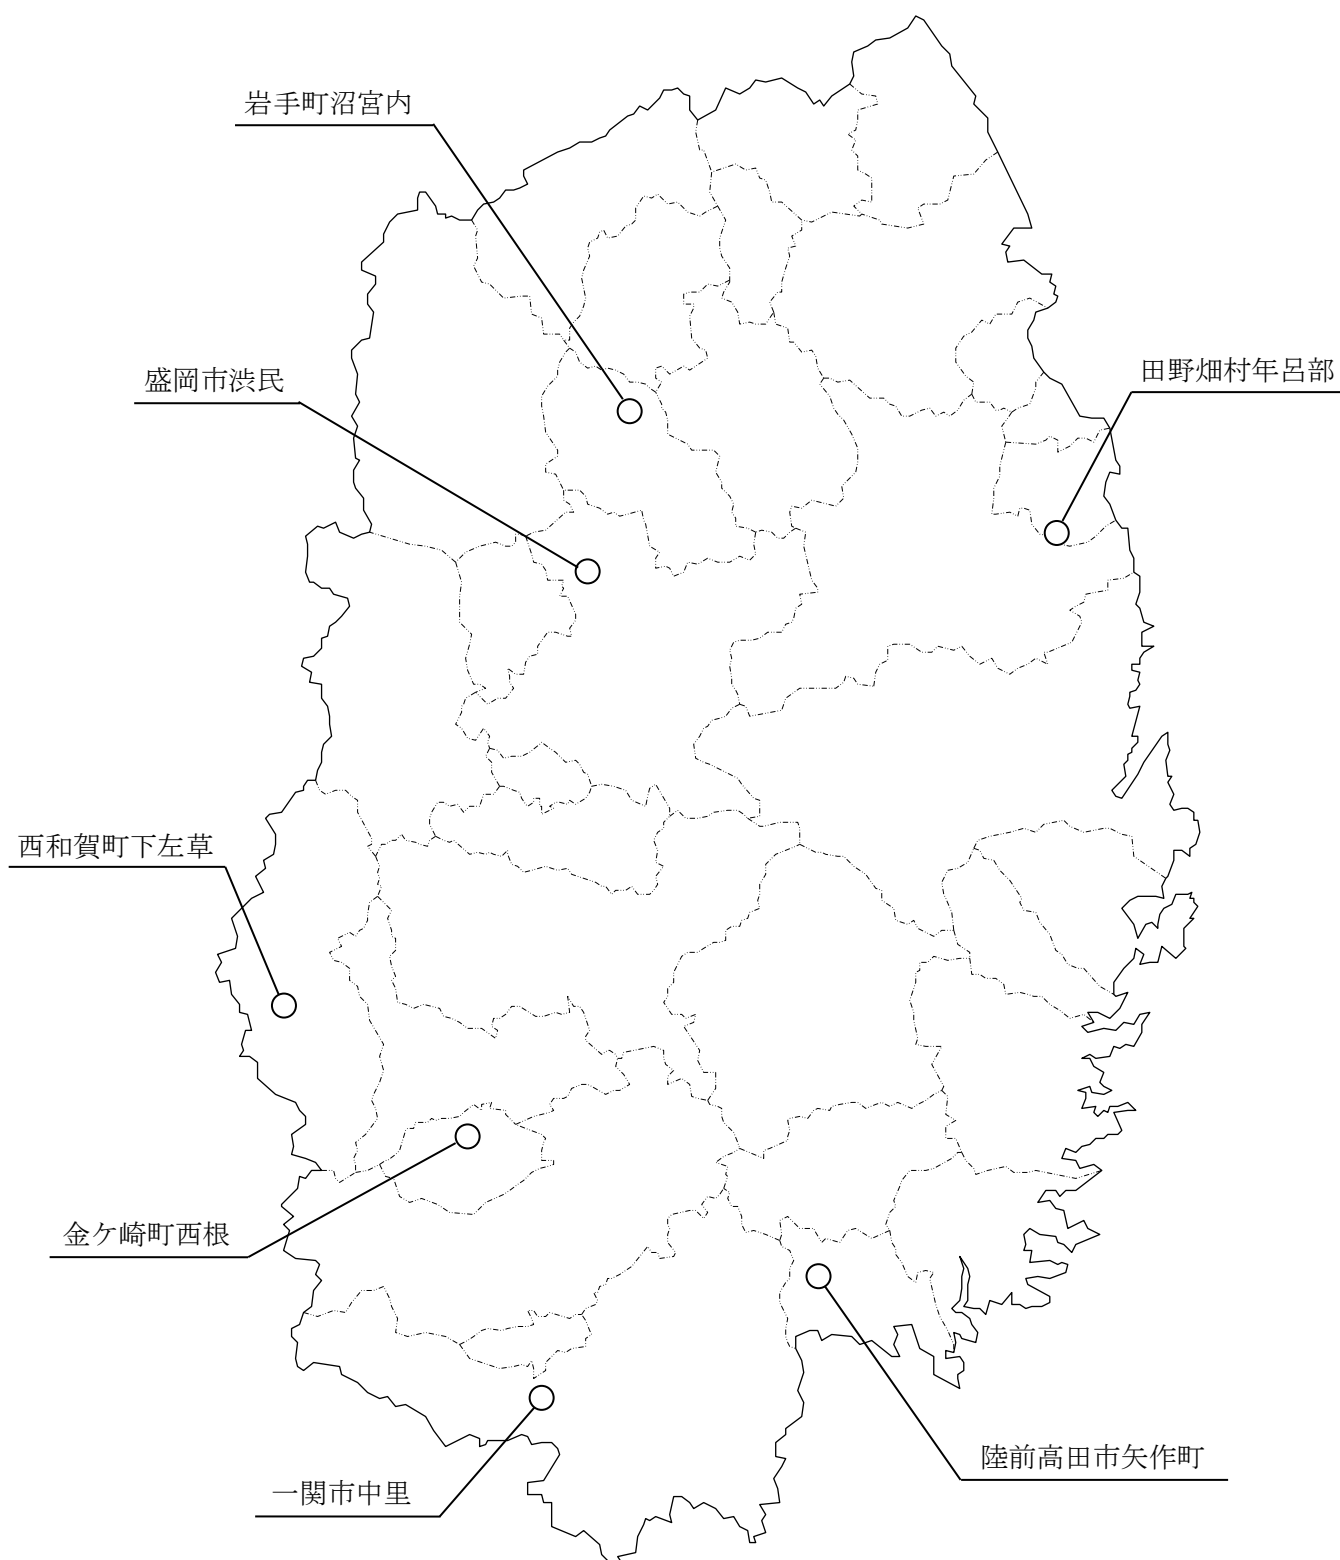 岩手町沼宮内
盛岡市渋民
田野畑村年呂部
西和賀町下左草
金ケ崎町西根
陸前高田市矢作町
一関市中里